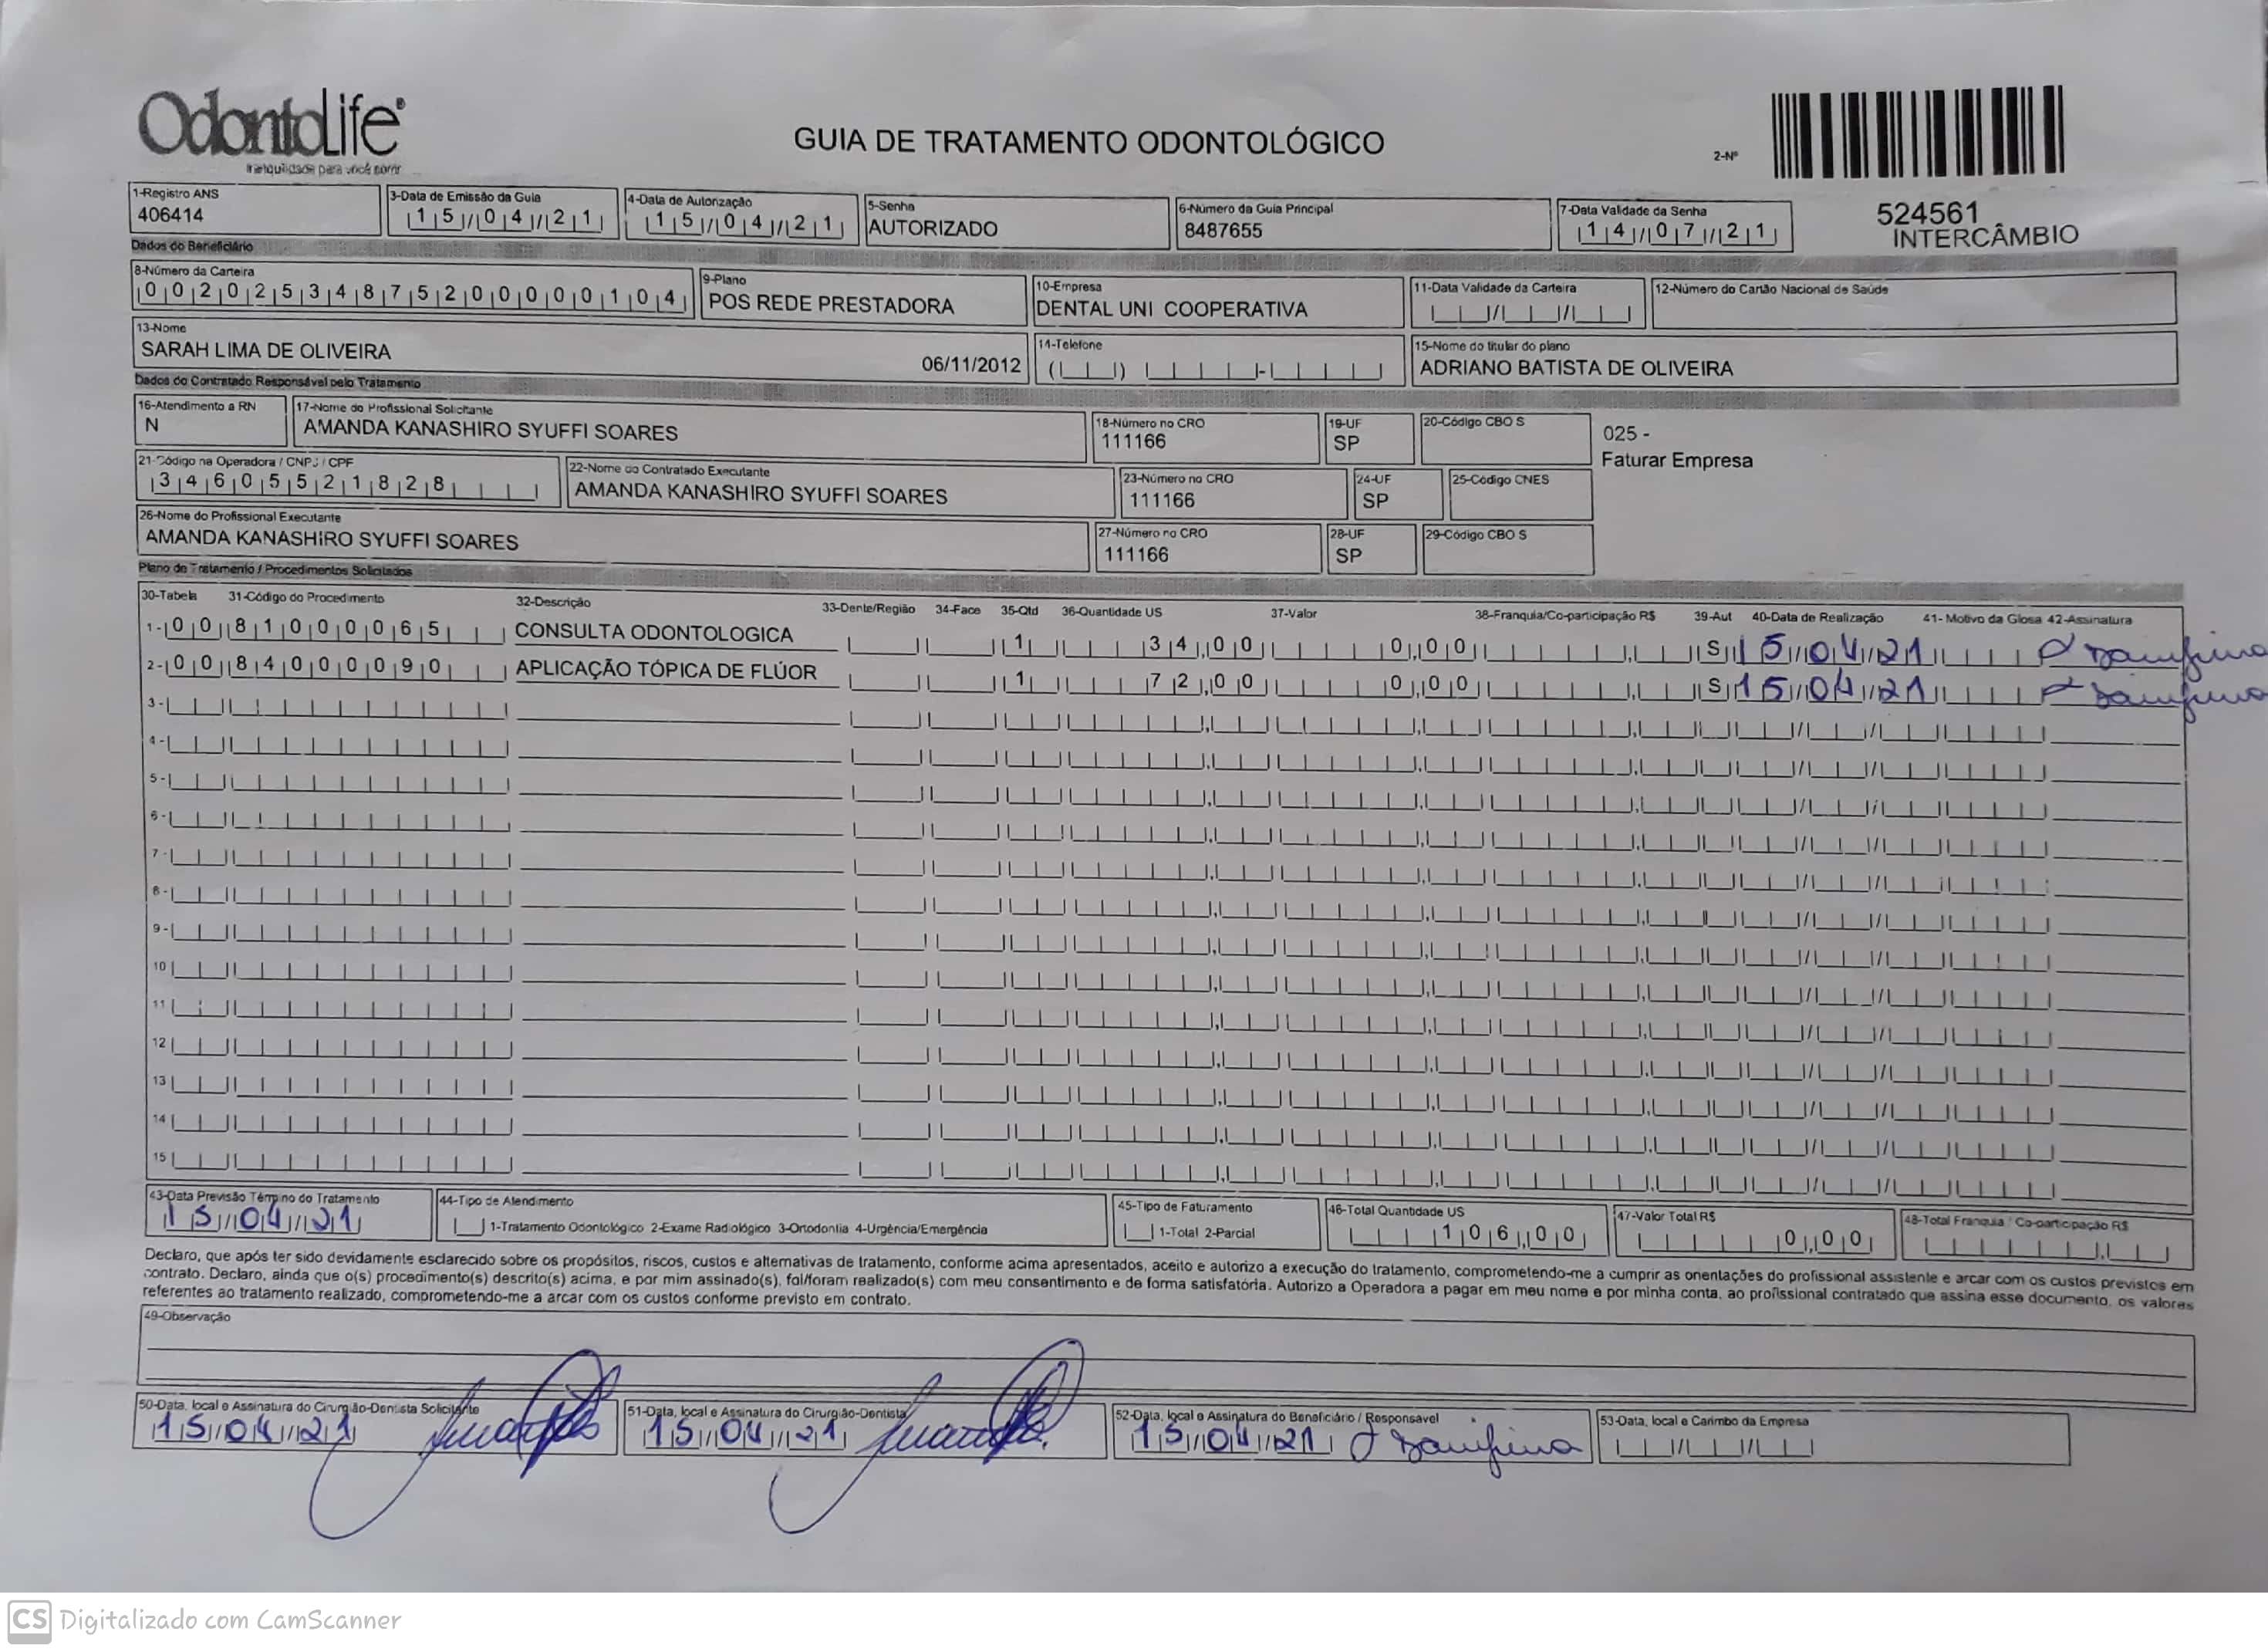 OdontoLife
tranquilidade para você sorrir
GUIA DE TRATAMENTO ODONTOLÓGICO
2-Nº
524561
INTERCÂMBIO
1-Registro ANS
406414
3-Data de Emissão da Guia
15/04/21
4-Data de Autorização
15/04/21
5-Senha
AUTORIZADO
6-Número da Guia Principal
8487655
7-Data Validade da Senha
14/07/21
Dados do Beneficiário
8-Número da Carteira
00202534875200000104
9-Plano
POS REDE PRESTADORA
10-Empresa
DENTAL UNI COOPERATIVA
11-Data Validade da Carteira
12-Número do Cartão Nacional de Saúde
13-Nome
SARAH LIMA DE OLIVEIRA 06/11/2012
14-Telefone
15-Nome do titular do plano
ADRIANO BATISTA DE OLIVEIRA
Dados do Contratado Responsável pelo Tratamento
16-Atendimento a RN
N
17-Nome do Profissional Solicitante
AMANDA KANASHIRO SYUFFI SOARES
18-Número no CRO
111166
19-UF
SP
20-Código CBO S
025 -
Faturar Empresa
21-Código na Operadora / CNPJ / CPF
34605521828
22-Nome do Contratado Executante
AMANDA KANASHIRO SYUFFI SOARES
23-Número no CRO
111166
24-UF
SP
25-Código CNES
26-Nome do Profissional Executante
AMANDA KANASHIRO SYUFFI SOARES
27-Número no CRO
111166
28-UF
SP
29-Código CBO S
Plano de Tratamento / Procedimentos Solicitados
30-Tabela 31-Código do Procedimento 32-Descrição 33-Dente/Região 34-Face 35-Qtd 36-Quantidade US 37-Valor 38-Franquia/Co-participação R$ 39-Aut 40-Data de Realização 41- Motivo da Glosa 42-Assinatura
1- 00 81000065 CONSULTA ODONTOLOGICA 1 34,00 0,00 S 15/04/21
2- 00 84000090 APLICAÇÃO TÓPICA DE FLÚOR 1 72,00 0,00 S 15/04/21
3-
4-
5-
6-
7-
8-
9-
10
11
12
13
14
15
43-Data Previsão Término do Tratamento
15/04/21
44-Tipo de Atendimento
1-Tratamento Odontológico 2-Exame Radiológico 3-Ortodontia 4-Urgência/Emergência
45-Tipo de Faturamento
1-Total 2-Parcial
46-Total Quantidade US
106,00
47-Valor Total R$
0,00
48-Total Franquia / Co-participação R$
Declaro, que após ter sido devidamente esclarecido sobre os propósitos, riscos, custos e alternativas de tratamento, conforme acima apresentados, aceito e autorizo a execução do tratamento, comprometendo-me a cumprir as orientações do profissional assistente e arcar com os custos previstos em
contrato. Declaro, ainda que o(s) procedimento(s) descrito(s) acima, e por mim assinado(s), foi/foram realizado(s) com meu consentimento e de forma satisfatória. Autorizo a Operadora a pagar em meu nome e por minha conta, ao profissional contratado que assina esse documento, os valores
referentes ao tratamento realizado, comprometendo-me a arcar com os custos conforme previsto em contrato.
49-Observação
50-Data, local e Assinatura do Cirurgião-Dentista Solicitante
15/04/21
51-Data, local e Assinatura do Cirurgião-Dentista
15/04/21
52-Data, local e Assinatura do Beneficiário / Responsável
15/04/21
53-Data, local e Carimbo da Empresa
CS Digitalizado com CamScanner